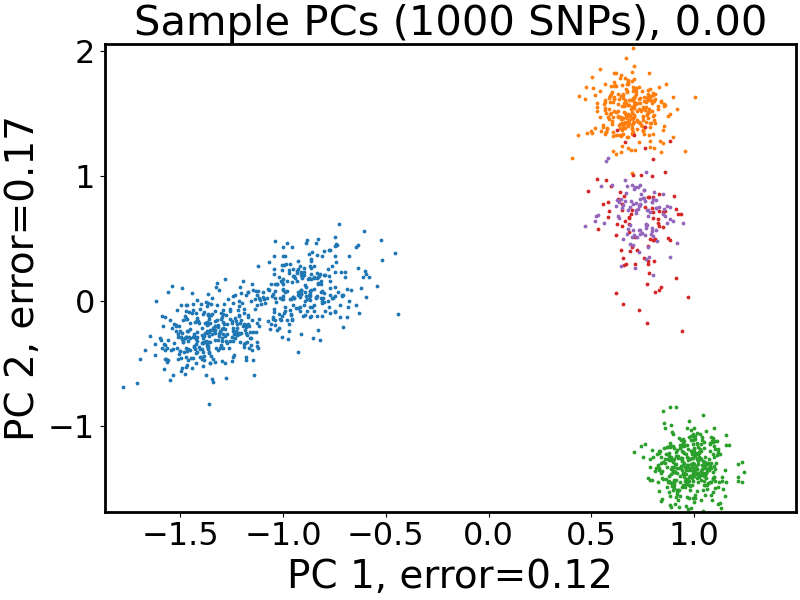 Sample PCs (1000 SNPs), 0.00
2
1
0
−1
PC 2, error=0.17
−1.5 −1.0 −0.5 0.0 0.5 1.0
PC 1, error=0.12